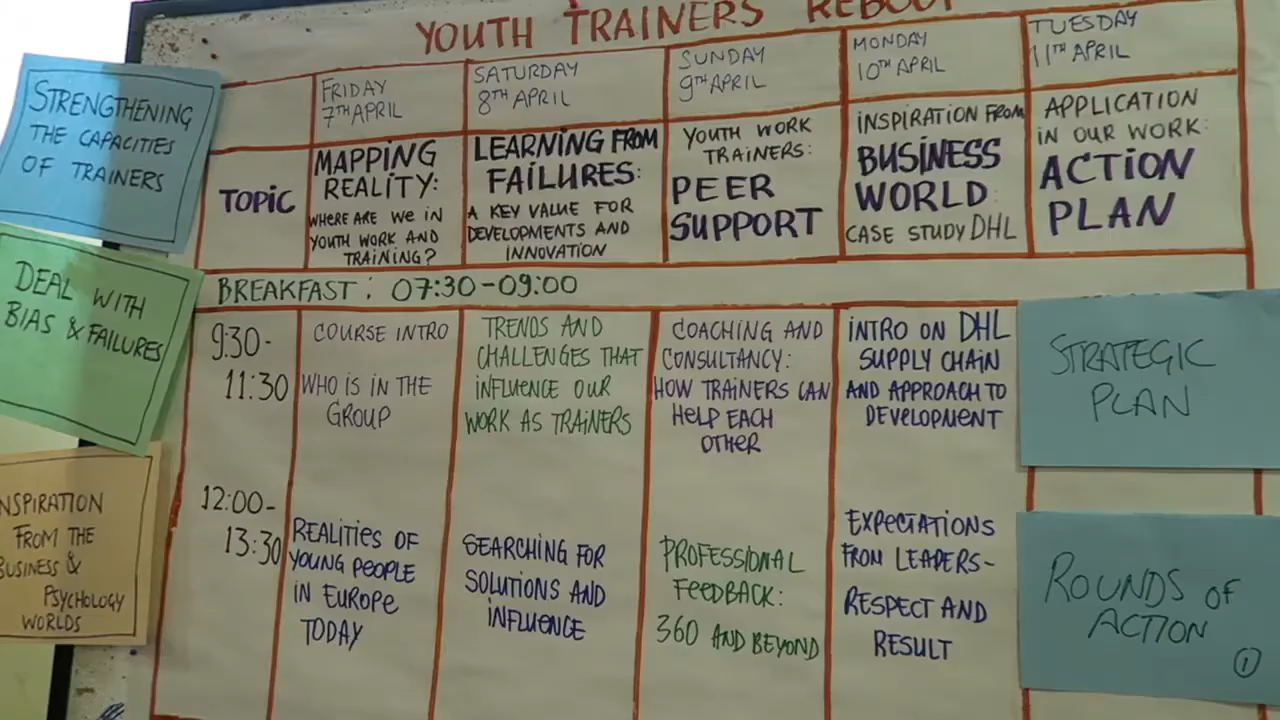 YOUTH TRAINERS REBOOT
STRENGTHENING
THE CAPACITIES
OF TRAINERS
DEAL WITH
BIAS & FAILURES
INSPIRATION
FROM THE
BUSINESS &
PSYCHOLOGY
WORLDS
FRIDAY
7TH APRIL
SATURDAY
8TH APRIL
SUNDAY
9TH APRIL
MONDAY
10TH APRIL
TUESDAY
11TH APRIL
TOPIC
MAPPING
REALITY:
WHERE ARE WE IN
YOUTH WORK AND
TRAINING?
LEARNING FROM
FAILURES:
A KEY VALUE FOR
DEVELOPMENTS AND
INNOVATION
YOUTH WORK
TRAINERS:
PEER
SUPPORT
INSPIRATION FROM
BUSINESS
WORLD:
CASE STUDY DHL
APPLICATION
IN OUR WORK:
ACTION
PLAN
BREAKFAST: 07:30-09:00
9:30-
11:30
COURSE INTRO
WHO IS IN THE
GROUP
TRENDS AND
CHALLENGES THAT
INFLUENCE OUR
WORK AS TRAINERS
COACHING AND
CONSULTANCY:
HOW TRAINERS CAN
HELP EACH
OTHER
INTRO ON DHL
SUPPLY CHAIN
AND APPROACH TO
DEVELOPMENT
STRATEGIC
PLAN
12:00-
13:30
REALITIES OF
YOUNG PEOPLE
IN EUROPE
TODAY
SEARCHING FOR
SOLUTIONS AND
INFLUENCE
PROFESSIONAL
FEEDBACK:
360 AND BEYOND
EXPECTATIONS
FROM LEADERS-
RESPECT AND
RESULT
ROUNDS OF
ACTION
1